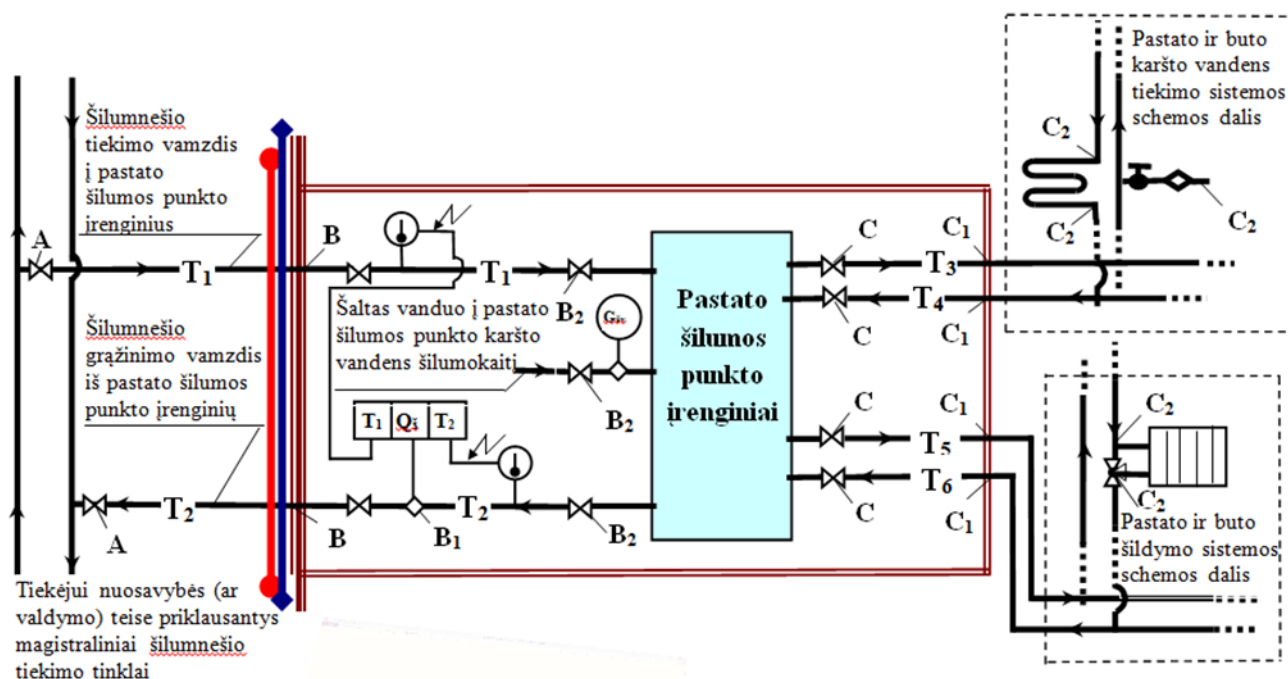 Šilumnešio
tiekimo vamzdis
į pastato
šilumos punkto
įrenginius
A
T1
B
T1
B2
Šilumnešio
grąžinimo vamzdis
iš pastato šilumos
punkto įrenginių
A
T2
B
Šaltas vanduo į pastato
šilumos punkto karšto
vandens šilumokaitį
B2
T1 Qš T2
B1
T2
B2
Pastato
šilumos
punkto
įrenginiai
C
T3
C1
T4
C
C1
C
T5
C1
T6
C
C1
Pastato ir buto
karšto vandens
tiekimo sistemos
schemos dalis
C2
C2
C2
C2
C2
Pastato ir buto
šildymo sistemos
schemos dalis
Tiekėjui nuosavybės (ar
valdymo) teise priklausantys
magistraliniai šilumnešio
tiekimo tinklai